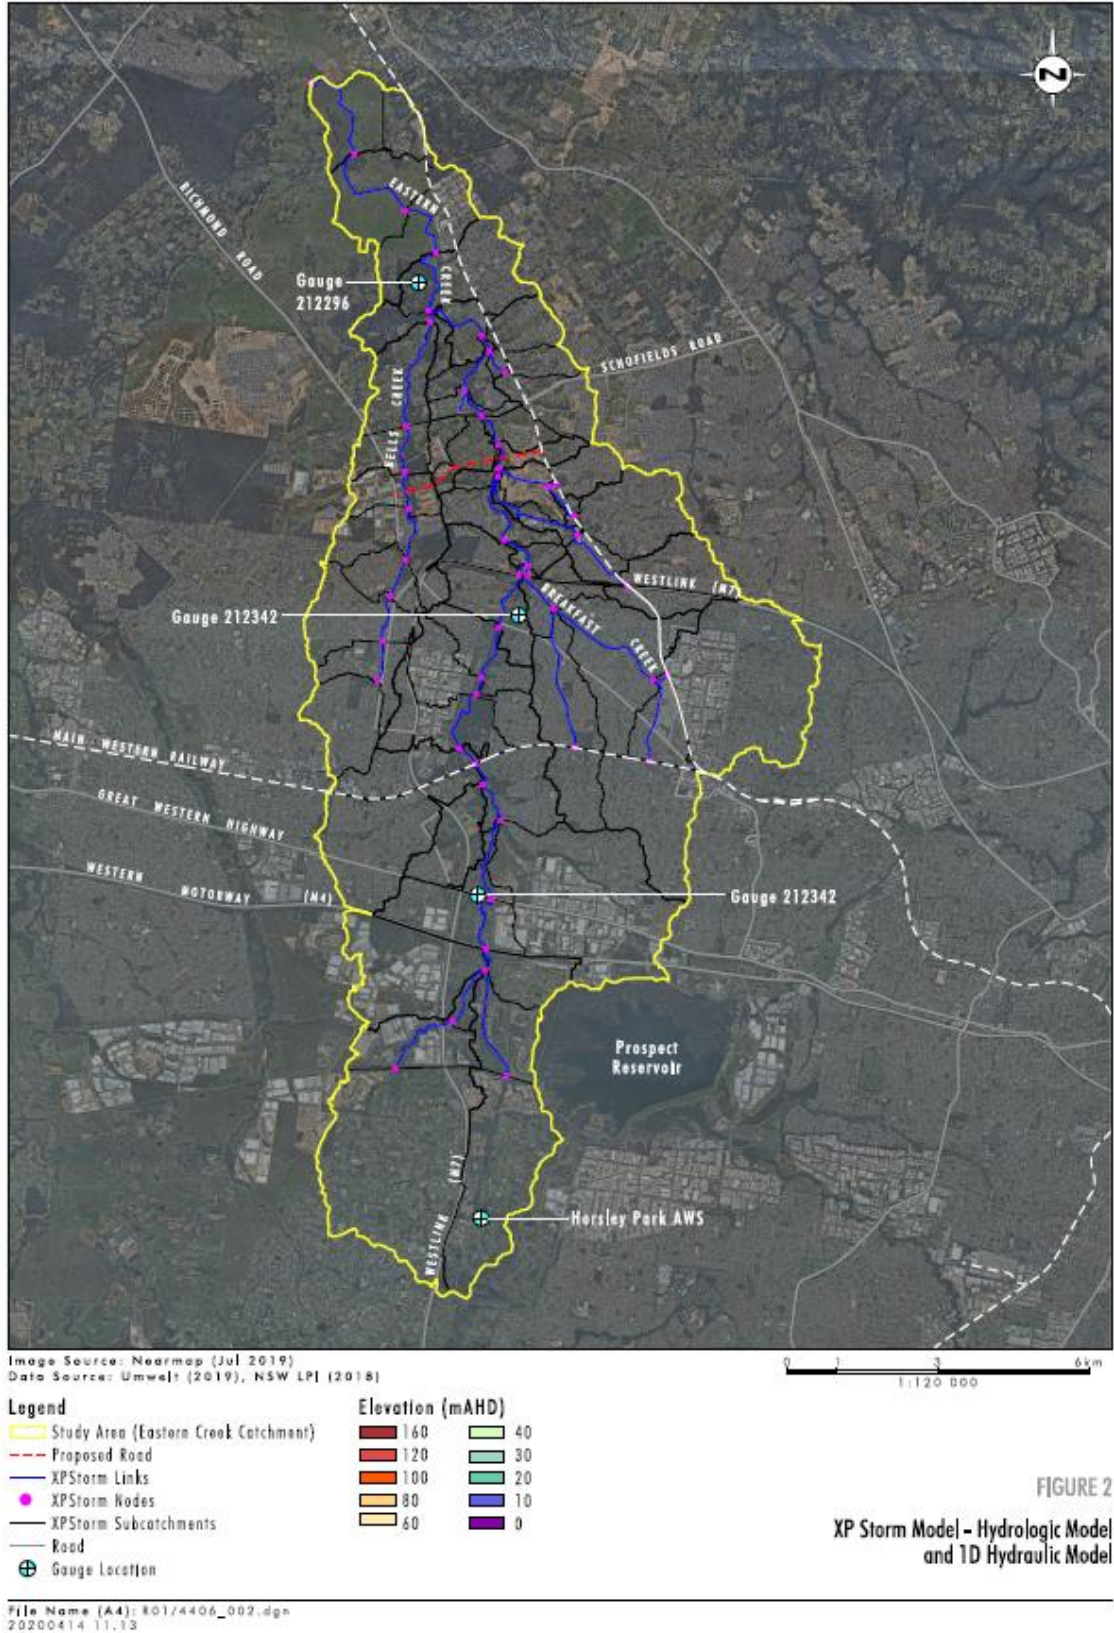 N
EASTERN
CREEK
RICHMOND ROAD
Gauge
212296
SCHOFIELDS ROAD
BELLS CREEK
WESTLINK (M7)
Gauge 212342
BREAKFAST
CREEK
MAIN WESTERN RAILWAY
GREAT WESTERN HIGHWAY
WESTERN MOTORWAY (M4)
Gauge 212342
Prospect
Reservoir
WESTLINK (M7)
Horsley Park AWS
Image Source: Nearmap (Jul 2019)
Data Source: Umwelt (2019), NSW LPI (2018)
0 1 3 6km
1:120 000
Legend
Study Area (Eastern Creek Catchment)
Proposed Road
XPStorm Links
XPStorm Nodes
XPStorm Subcatchments
Road
Gauge Location
Elevation (mAHD)
160 40
120 30
100 20
80 10
60 0
FIGURE 2
XP Storm Model - Hydrologic Model
and 1D Hydraulic Model
File Name (A4): R01/4406_002.dgn
20200414 11.13